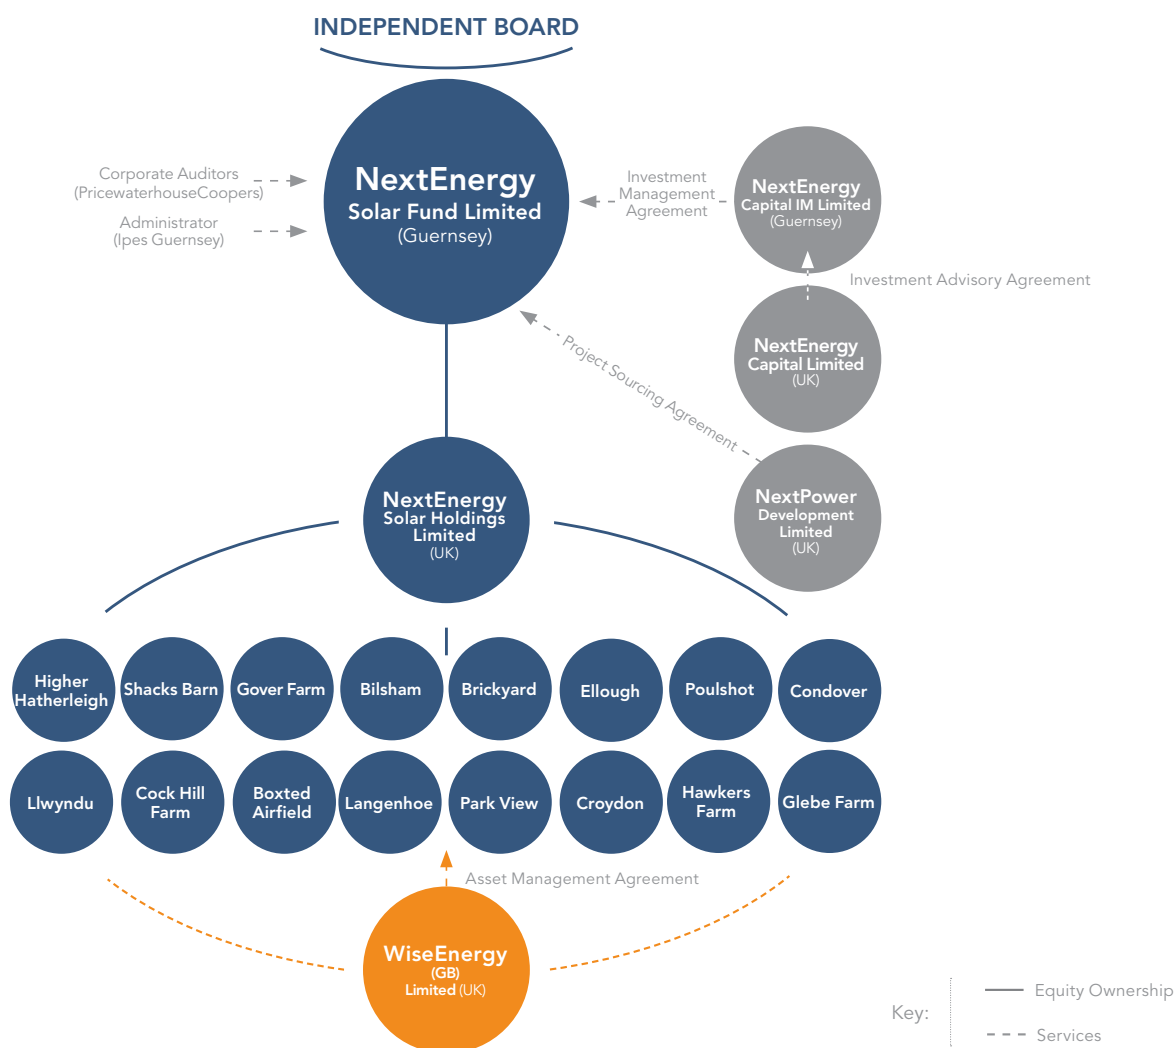 INDEPENDENT BOARD
Corporate Auditors
(PricewaterhouseCoopers)
Administrator
(Ipes Guernsey)
NextEnergy
Solar Fund Limited
(Guernsey)
Investment
Management
Agreement
NextEnergy
Capital IM Limited
(Guernsey)
Investment Advisory Agreement
NextEnergy
Capital Limited
(UK)
Project Sourcing Agreement
NextPower
Development
Limited
(UK)
NextEnergy
Solar Holdings
Limited
(UK)
Higher
Hatherleigh
Shacks Barn
Gover Farm
Bilsham
Brickyard
Ellough
Poulshot
Condover
Llwyndu
Cock Hill
Farm
Boxted
Airfield
Langenhoe
Park View
Croydon
Hawkers
Farm
Glebe Farm
Asset Management Agreement
WiseEnergy
(GB)
Limited (UK)
Key:
Equity Ownership
Services